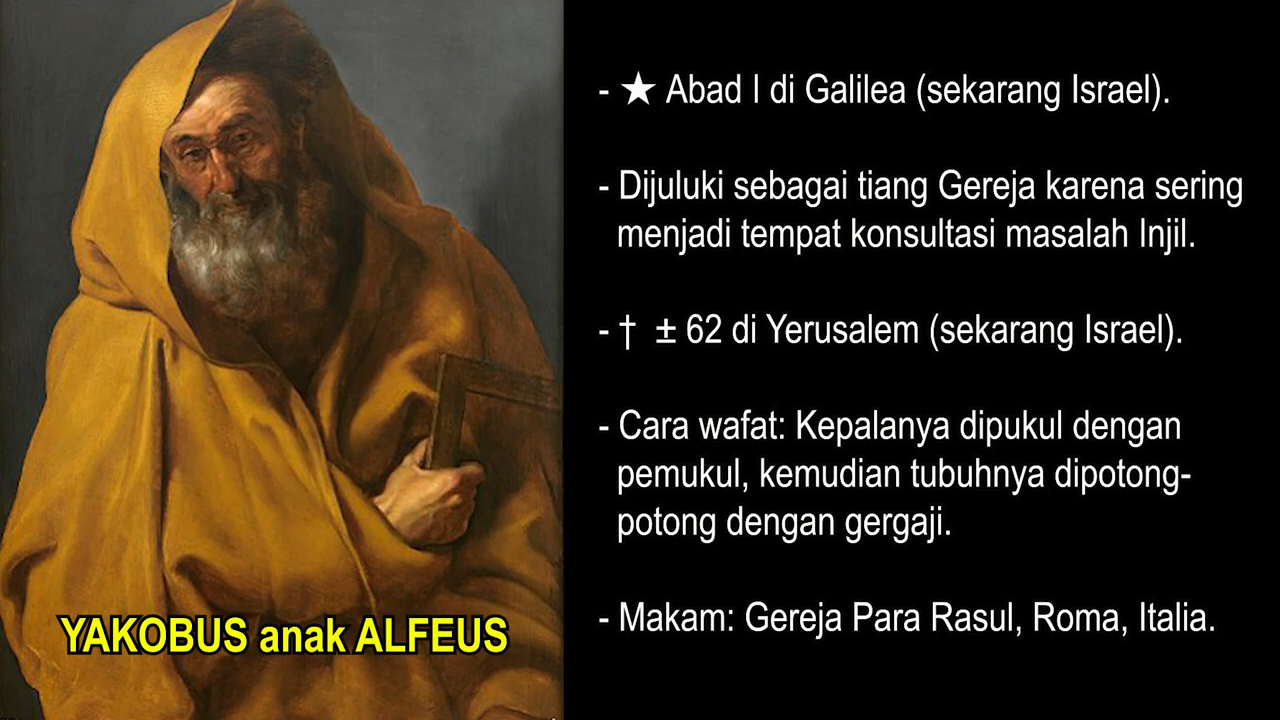 - ★ Abad I di Galilea (sekarang Israel).
- Dijuluki sebagai tiang Gereja karena sering
menjadi tempat konsultasi masalah Injil.
- † ± 62 di Yerusalem (sekarang Israel).
- Cara wafat: Kepalanya dipukul dengan
pemukul, kemudian tubuhnya dipotong-
potong dengan gergaji.
- Makam: Gereja Para Rasul, Roma, Italia.
YAKOBUS anak ALFEUS